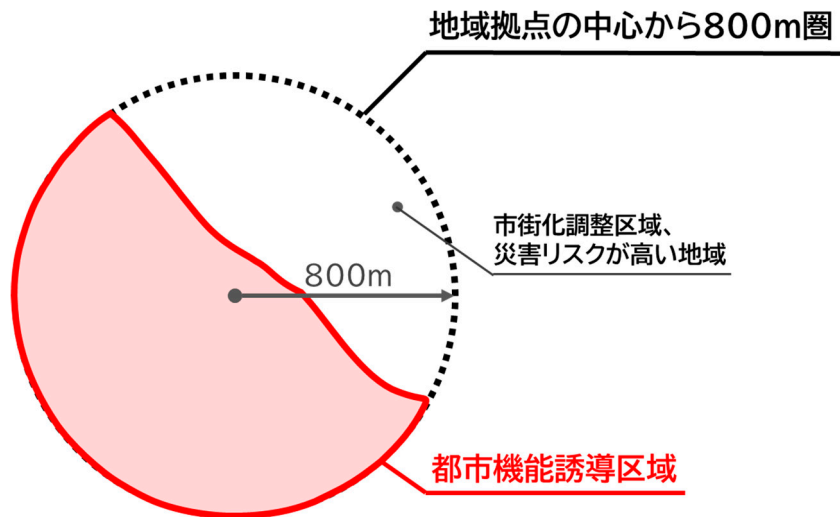 地域拠点の中心から800m圏
市街化調整区域、
災害リスクが高い地域
800m
都市機能誘導区域